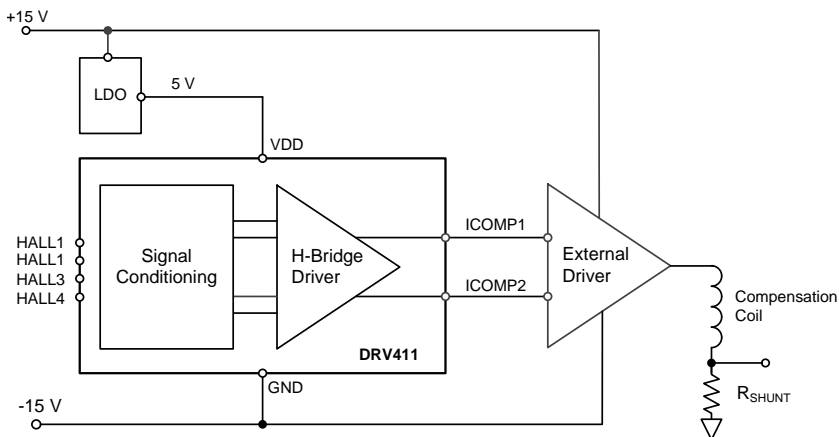 +15 V
LDO
5 V
VDD
HALL1
HALL1
HALL3
HALL4
Signal
Conditioning
H-Bridge
Driver
DRV411
GND
ICOMP1
ICOMP2
External
Driver
Compensation
Coil
RSHUNT
-15 V